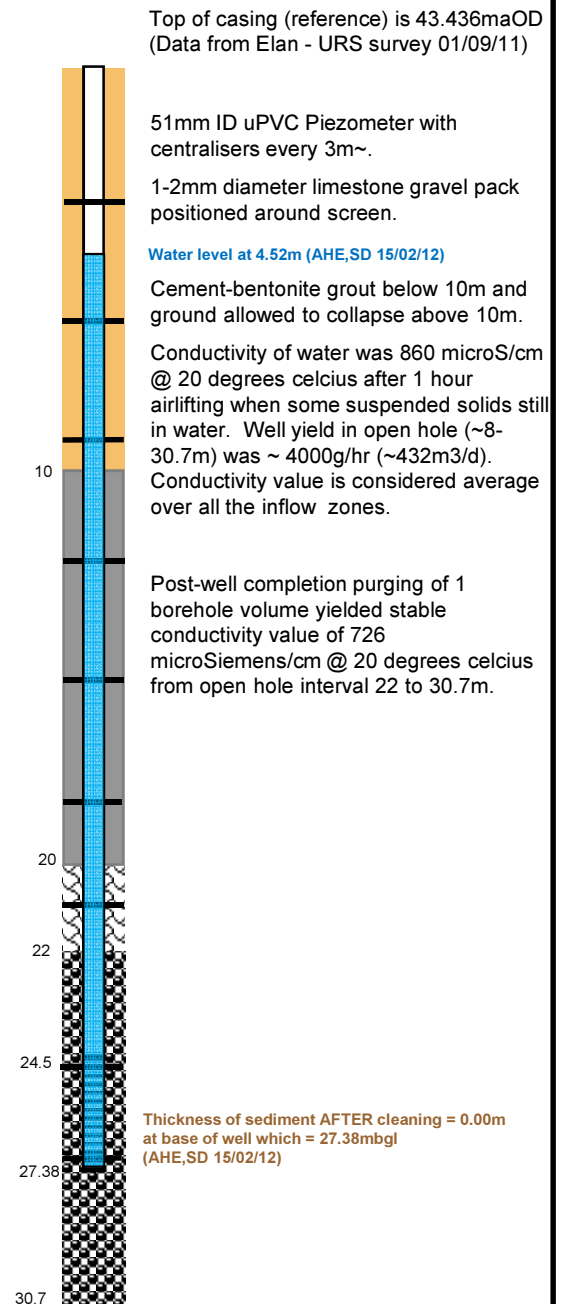 Top of casing (reference) is 43.436maOD
(Data from Elan - URS survey 01/09/11)
51mm ID uPVC Piezometer with
centralisers every 3m~.
1-2mm diameter limestone gravel pack
positioned around screen.
Water level at 4.52m (AHE,SD 15/02/12)
Cement-bentonite grout below 10m and
ground allowed to collapse above 10m.
Conductivity of water was 860 microS/cm
@ 20 degrees celcius after 1 hour
airlifting when some suspended solids still
in water.  Well yield in open hole (~8-
30.7m) was ~ 4000g/hr (~432m3/d).
Conductivity value is considered average
over all the inflow  zones.
10
Post-well completion purging of 1
borehole volume yielded stable
conductivity value of 726
microSiemens/cm @ 20 degrees celcius
from open hole interval 22 to 30.7m.
20
22
24.5
Thickness of sediment AFTER cleaning = 0.00m
at base of well which = 27.38mbgl
(AHE,SD 15/02/12)
27.38
30.7